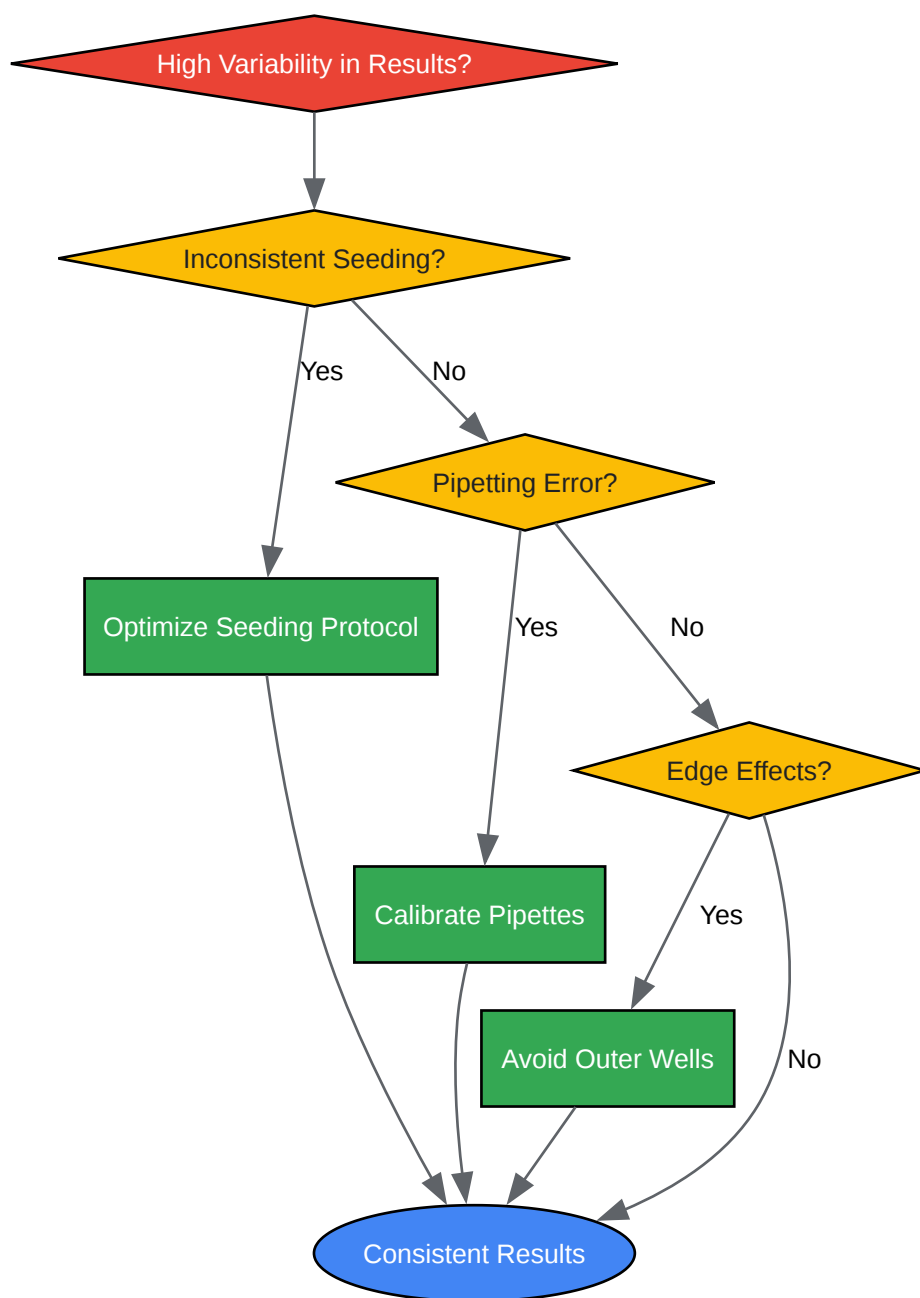 High Variability in Results?
Inconsistent Seeding?
Yes
No
Pipetting Error?
Optimize Seeding Protocol
Yes
No
Edge Effects?
Calibrate Pipettes
Yes
Avoid Outer Wells
No
Consistent Results